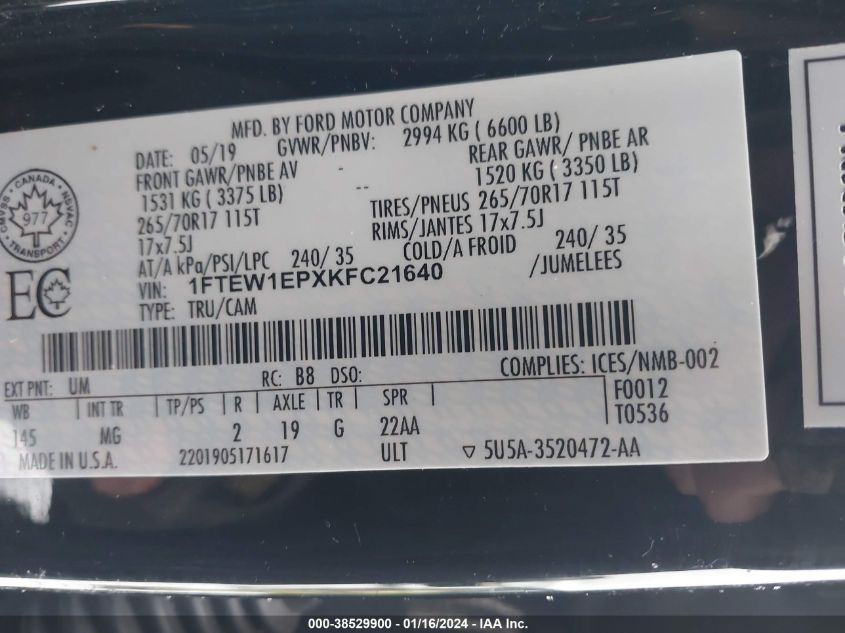 MFD. BY FORD MOTOR COMPANY
DATE: 05/19 GVWR/PNBV: 2994 KG ( 6600 LB)
FRONT GAWR/PNBE AV - REAR GAWR/ PNBE AR
1531 KG ( 3375 LB) -- 1520 KG ( 3350 LB)
265/70R17 115T TIRES/PNEUS 265/70R17 115T
17x7.5J RIMS/JANTES 17x7.5J
AT/A kPa/PSI/LPC 240/ 35 COLD/A FROID 240/ 35
VIN: 1FTEW1EPXKFC21640 /JUMELEES
TYPE: TRU/CAM
CANADA
CMVSS NSVAC
977
TRANSPORT
EC
COMPLIES: ICES/NMB-002
EXT PNT: UM RC: B8 DSO:
WB INT TR TP/PS R AXLE TR SPR F0012
145 MG 2 19 G 22AA T0536
MADE IN U.S.A. 2201905171617 ULT ▽ 5U5A-3520472-AA
000-38529900 - 01/16/2024 - IAA Inc.